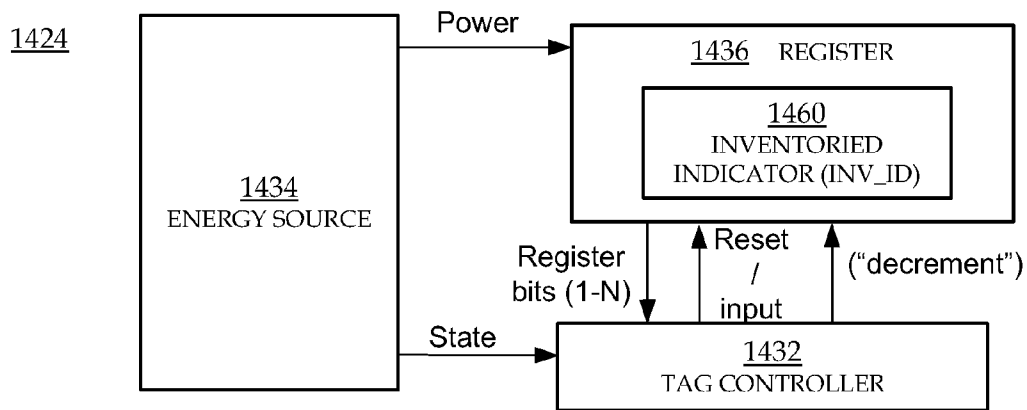 1424
Power
1436 REGISTER
1460
INVENTORIED
INDICATOR (INV_ID)
1434
ENERGY SOURCE
Register
bits (1-N)
Reset
/
input
("decrement")
State
1432
TAG CONTROLLER